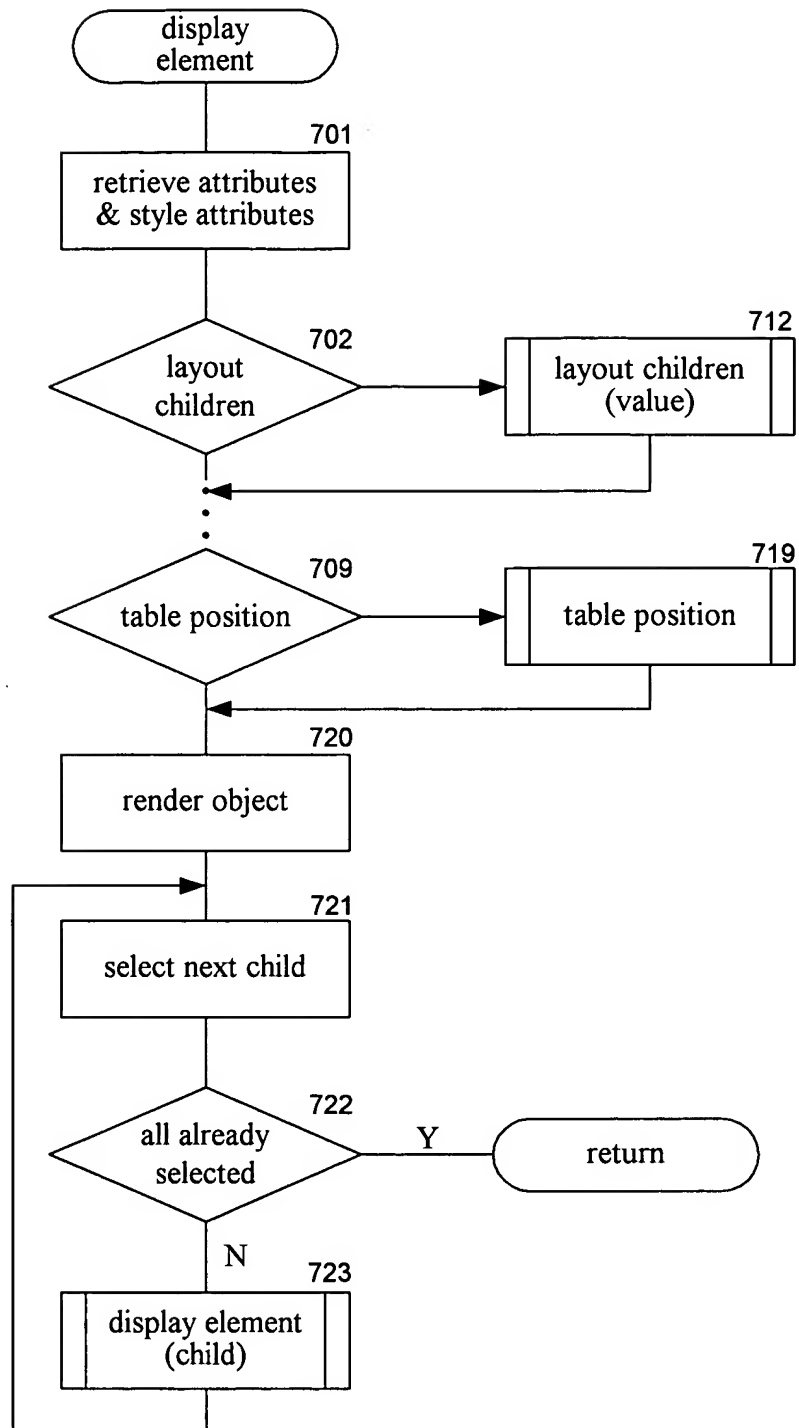 display
element
701
retrieve attributes
& style attributes
702
layout
children
712
layout children
(value)
709
table position
719
table position
720
render object
721
select next child
722
all already
selected
Y
return
N
723
display element
(child)